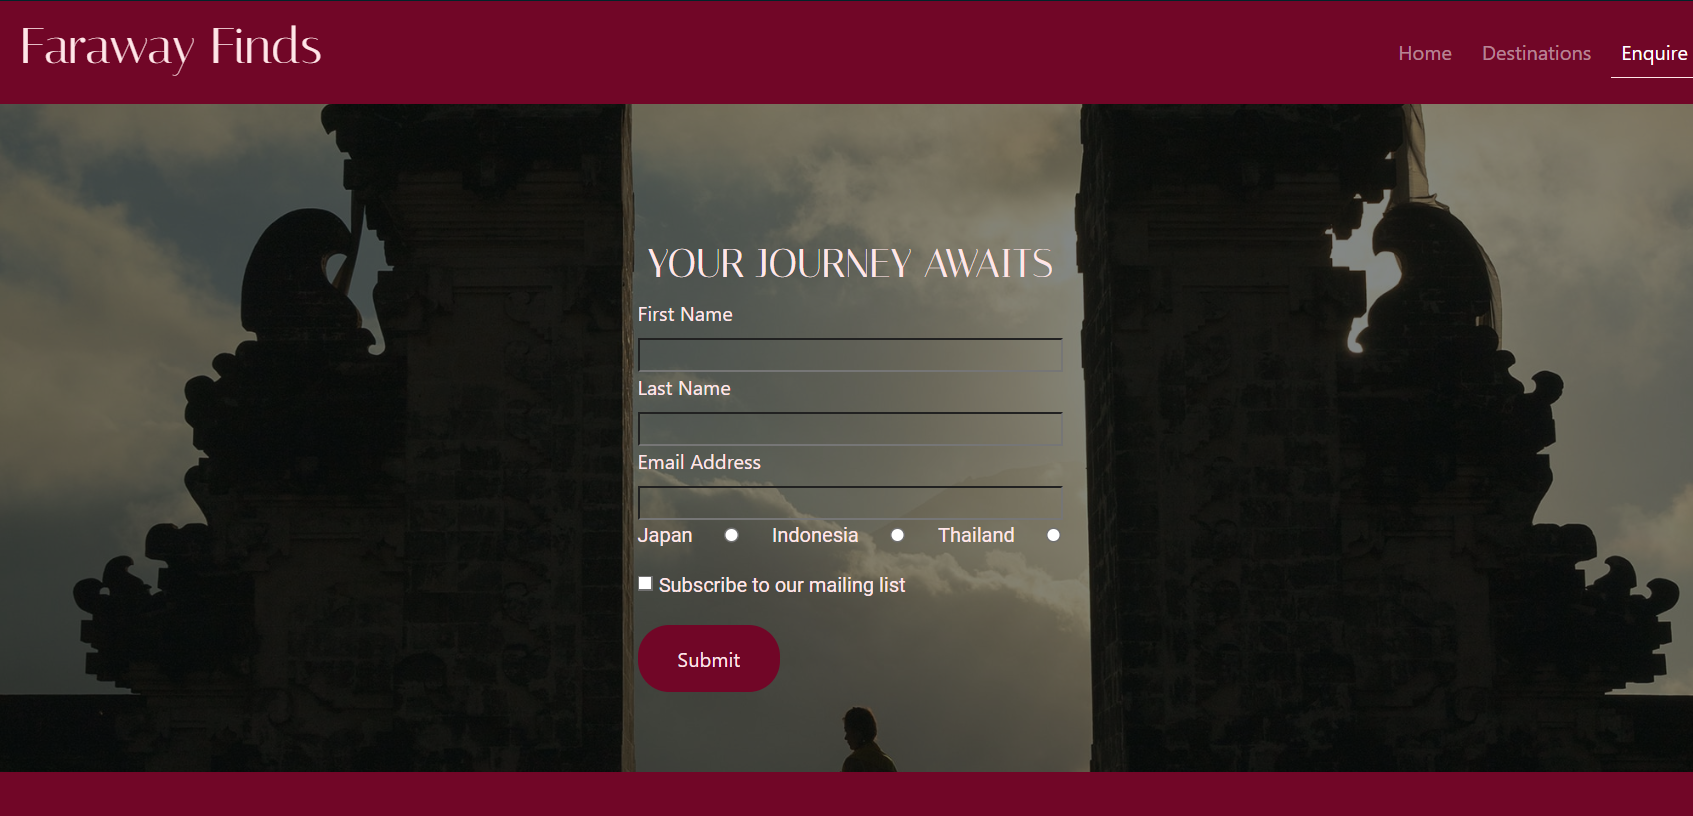 Faraway Finds
Home Destinations Enquire
YOUR JOURNEY AWAITS
First Name
Last Name
Email Address
Japan Indonesia Thailand
Subscribe to our mailing list
Submit